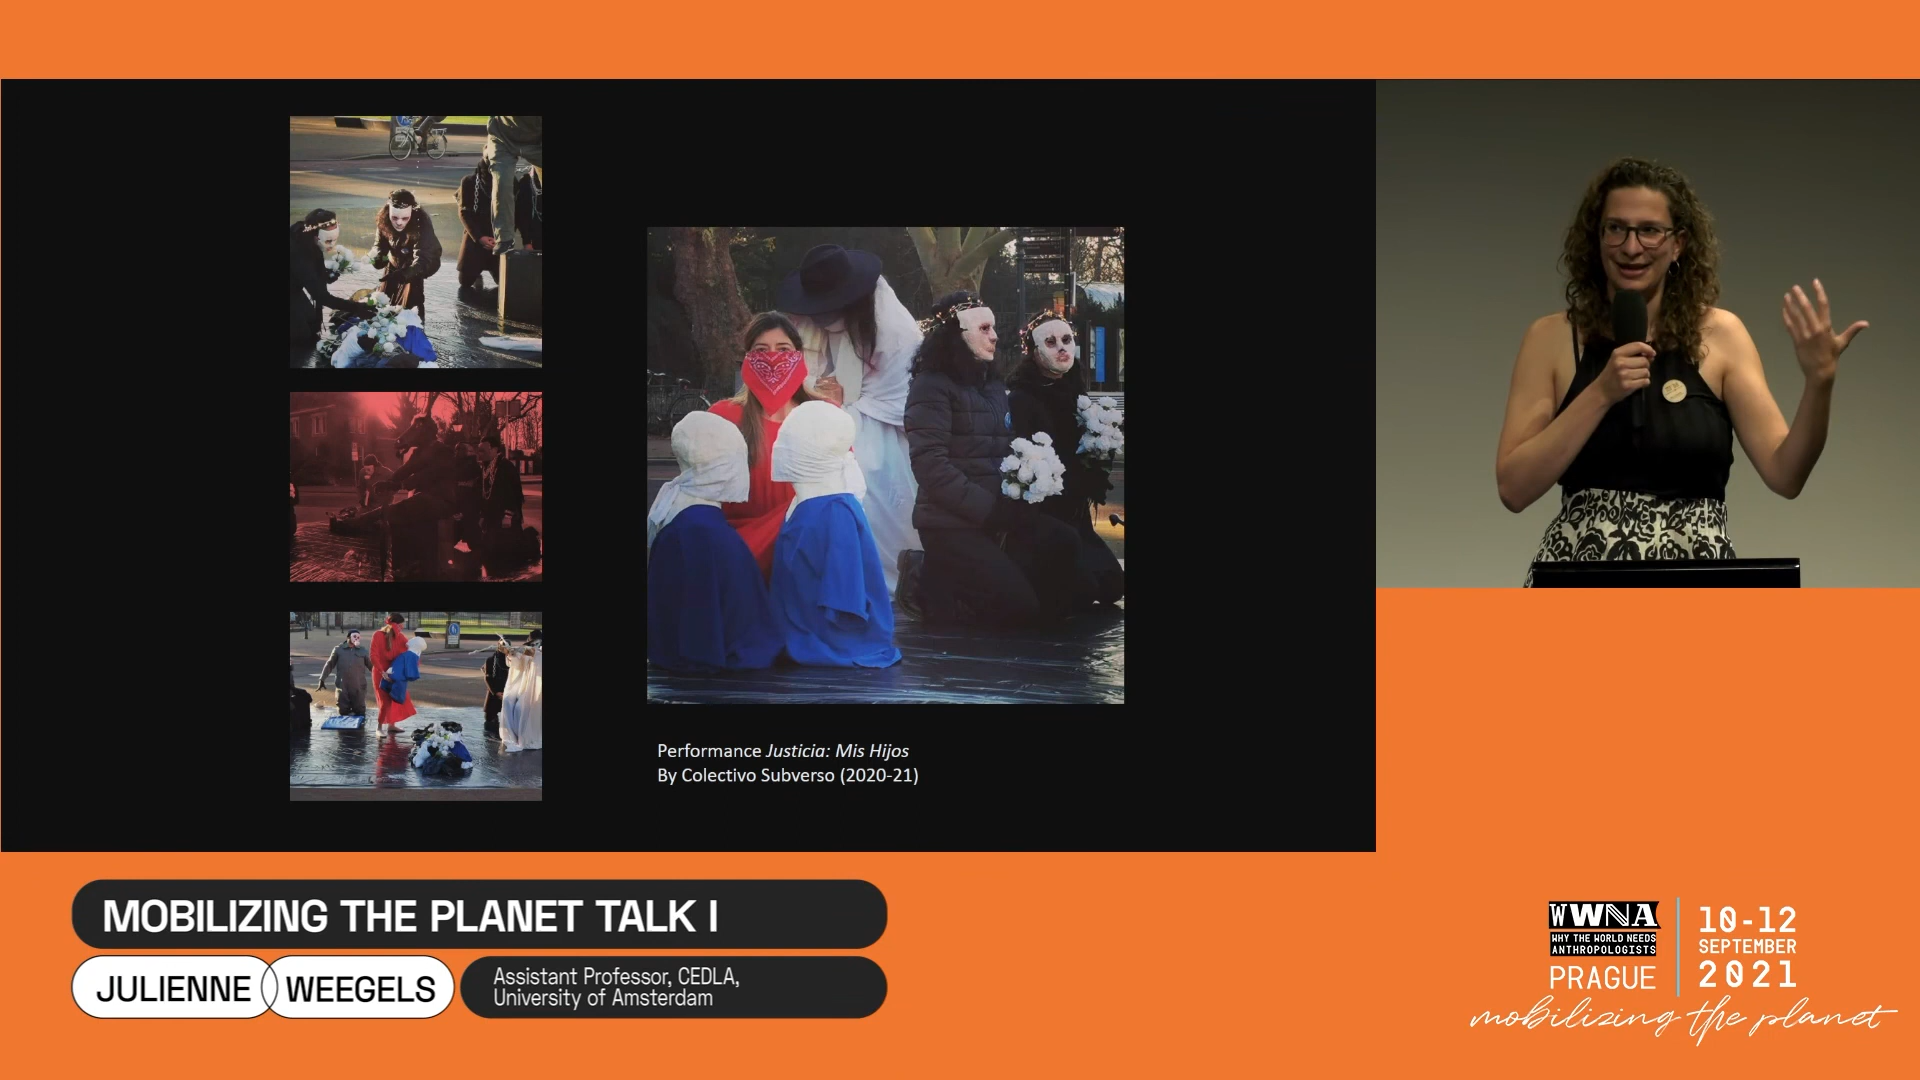 Performance Justicia: Mis Hijos
By Colectivo Subverso (2020-21)
MOBILIZING THE PLANET TALK I
JULIENNE WEEGELS
Assistant Professor, CEDLA,
University of Amsterdam
WWNA
WHY THE WORLD NEEDS
ANTHROPOLOGISTS
PRAGUE
10-12
SEPTEMBER
2021
mobilizing the planet